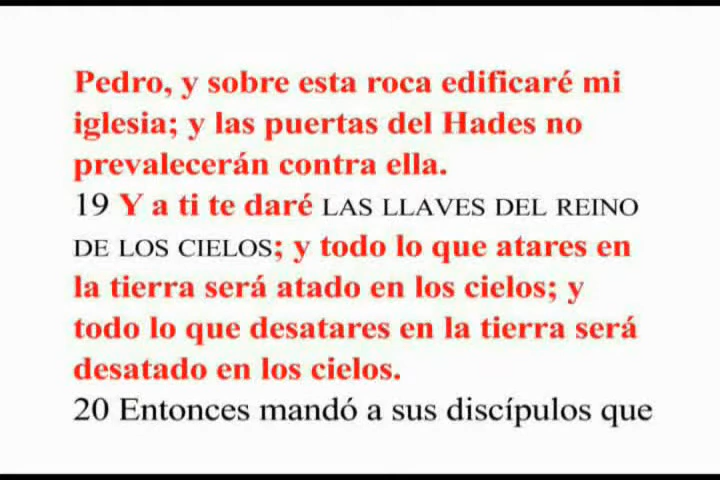 Pedro, y sobre esta roca edificaré mi
iglesia; y las puertas del Hades no
prevalecerán contra ella.
19 Y a ti te daré LAS LLAVES DEL REINO
DE LOS CIELOS; y todo lo que atares en
la tierra será atado en los cielos; y
todo lo que desatares en la tierra será
desatado en los cielos.
20 Entonces mandó a sus discípulos que